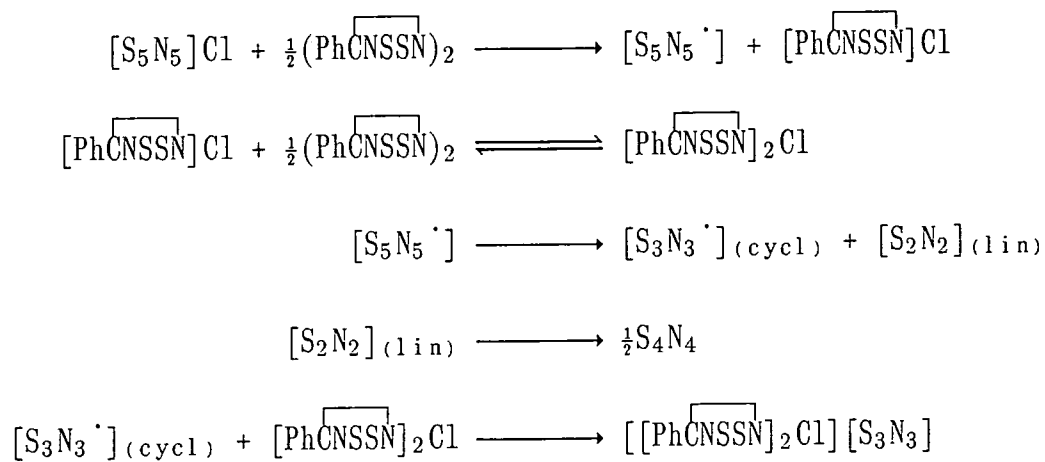 [S₅N₅]Cl + ½(PhCNSSN)₂ ⟶ [S₅N₅˙] + [PhCNSSN]Cl
[PhCNSSN]Cl + ½(PhCNSSN)₂ ⇌ [PhCNSSN]₂Cl
[S₅N₅˙] ⟶ [S₃N₃˙](cycl) + [S₂N₂](lin)
[S₂N₂](lin) ⟶ ½S₄N₄
[S₃N₃˙](cycl) + [PhCNSSN]₂Cl ⟶ [[PhCNSSN]₂Cl][S₃N₃]